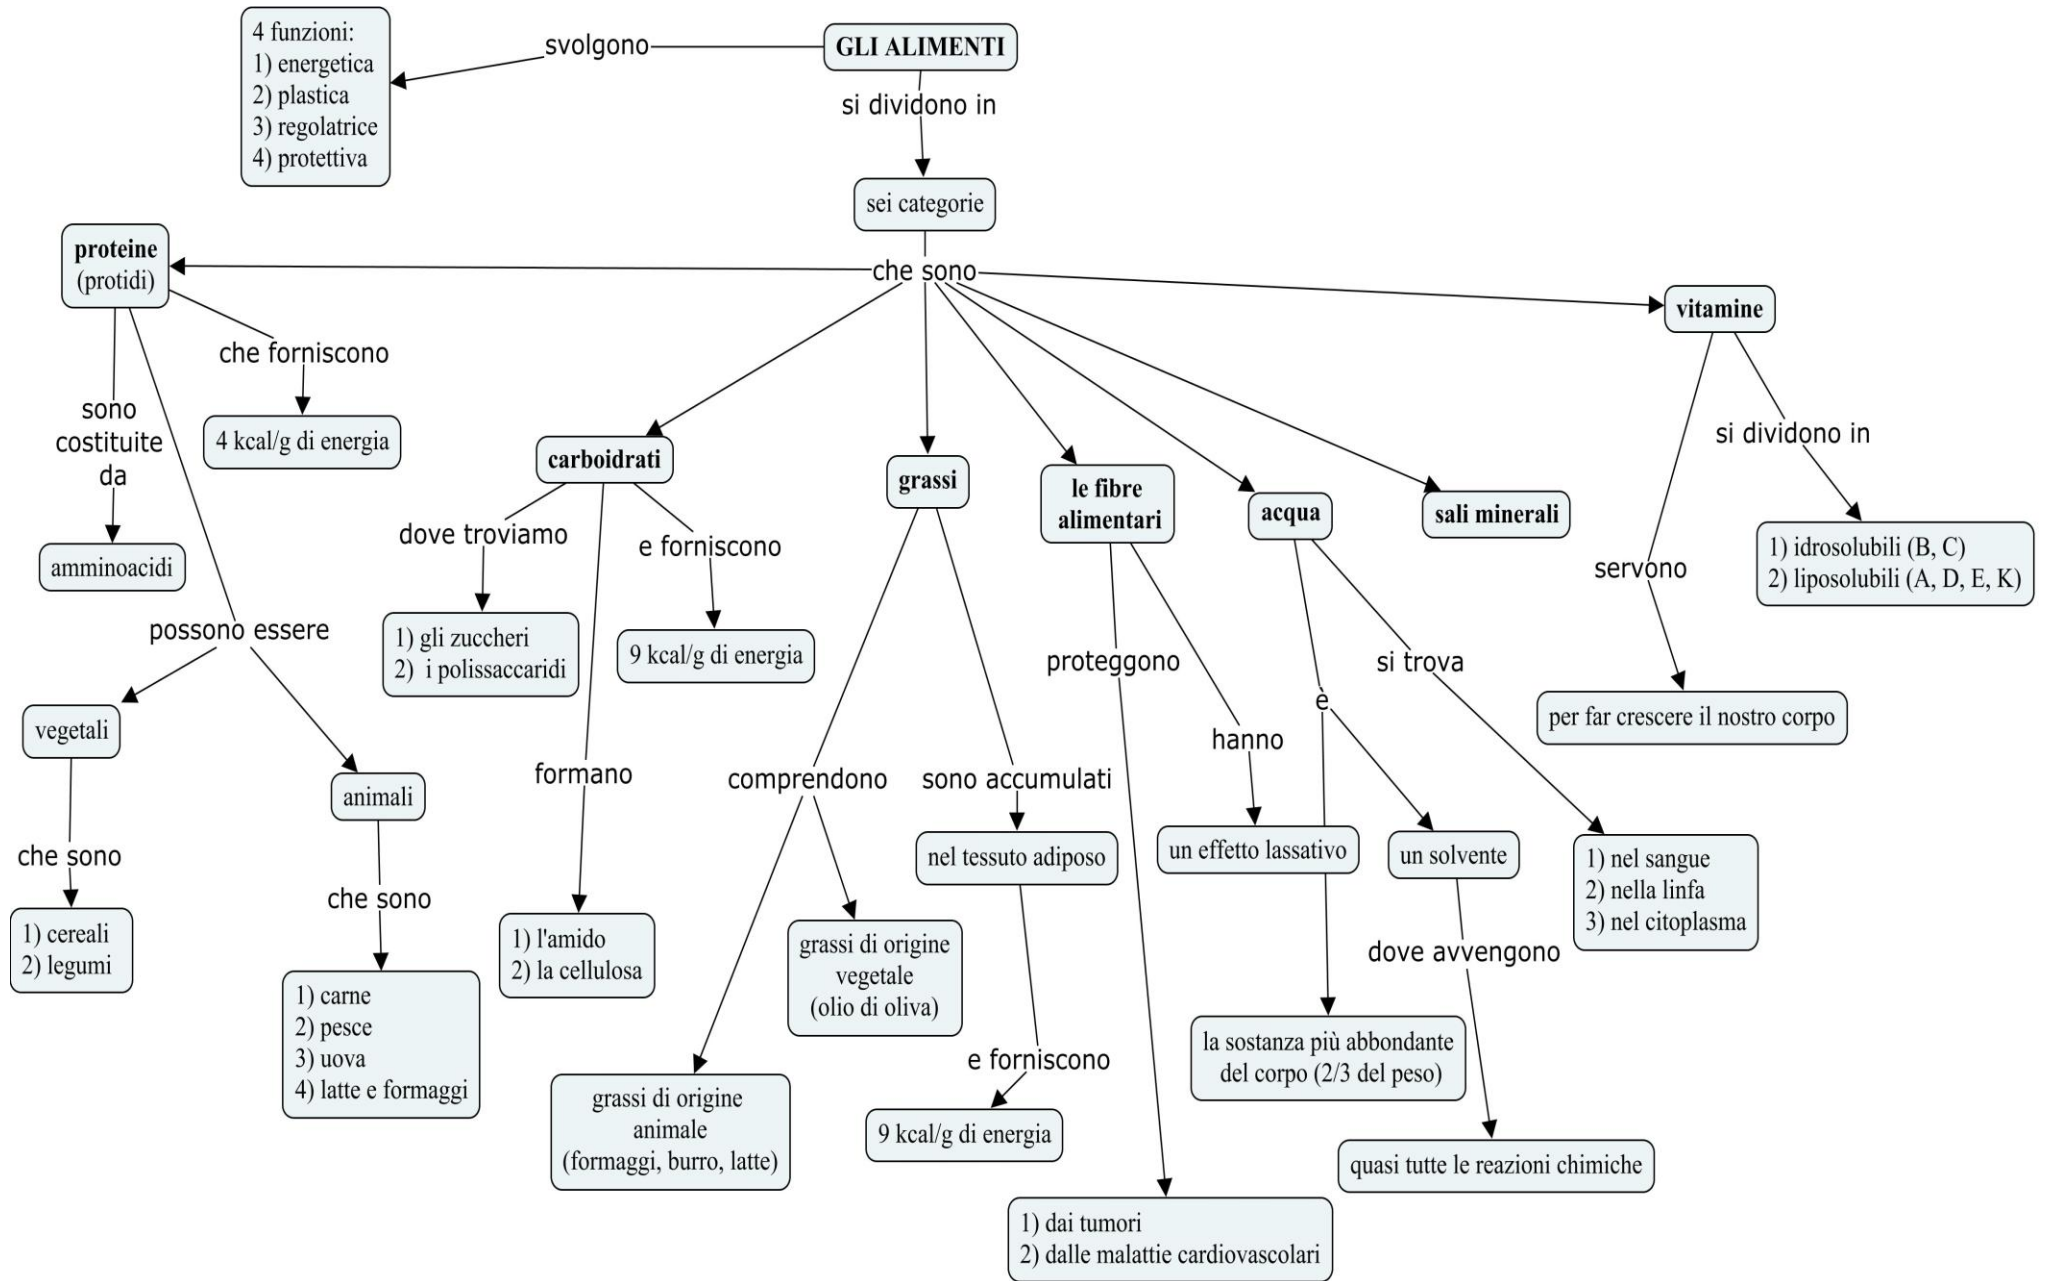 GLI ALIMENTI
svolgono
4 funzioni:
1) energetica
2) plastica
3) regolatrice
4) protettiva
si dividono in
sei categorie
che sono
proteine
(protidi)
che forniscono
4 kcal/g di energia
sono
costituite
da
amminoacidi
possono essere
vegetali
che sono
1) cereali
2) legumi
animali
che sono
1) carne
2) pesce
3) uova
4) latte e formaggi
carboidrati
dove troviamo
1) gli zuccheri
2) i polissaccaridi
e forniscono
9 kcal/g di energia
formano
1) l'amido
2) la cellulosa
grassi
comprendono
grassi di origine
animale
(formaggi, burro, latte)
grassi di origine
vegetale
(olio di oliva)
sono accumulati
nel tessuto adiposo
e forniscono
9 kcal/g di energia
le fibre
alimentari
proteggono
1) dai tumori
2) dalle malattie cardiovascolari
hanno
un effetto lassativo
acqua
è
la sostanza più abbondante
del corpo (2/3 del peso)
un solvente
dove avvengono
quasi tutte le reazioni chimiche
si trova
1) nel sangue
2) nella linfa
3) nel citoplasma
sali minerali
vitamine
servono
per far crescere il nostro corpo
si dividono in
1) idrosolubili (B, C)
2) liposolubili (A, D, E, K)